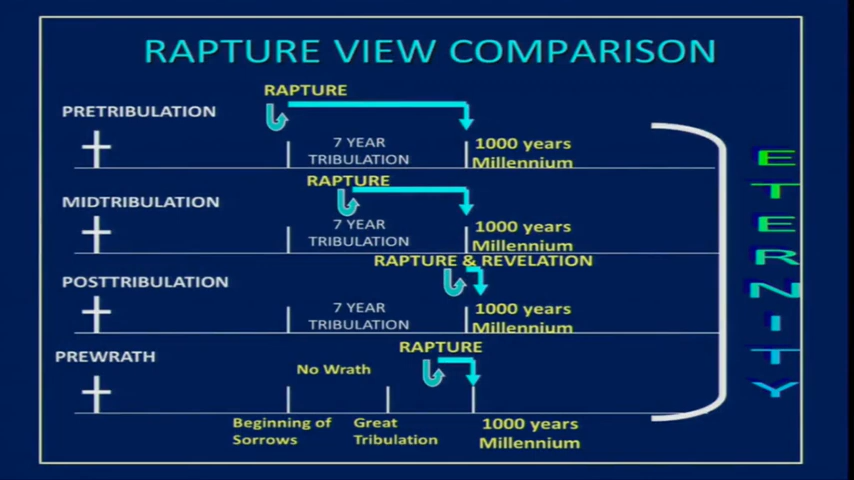 RAPTURE VIEW COMPARISON
RAPTURE
PRETRIBULATION
7 YEAR
TRIBULATION
1000 years
Millennium
RAPTURE
MIDTRIBULATION
7 YEAR
TRIBULATION
1000 years
Millennium
RAPTURE & REVELATION
POSTTRIBULATION
7 YEAR
TRIBULATION
1000 years
Millennium
RAPTURE
PREWRATH
No Wrath
Beginning of
Sorrows
Great
Tribulation
1000 years
Millennium
ETERNITY